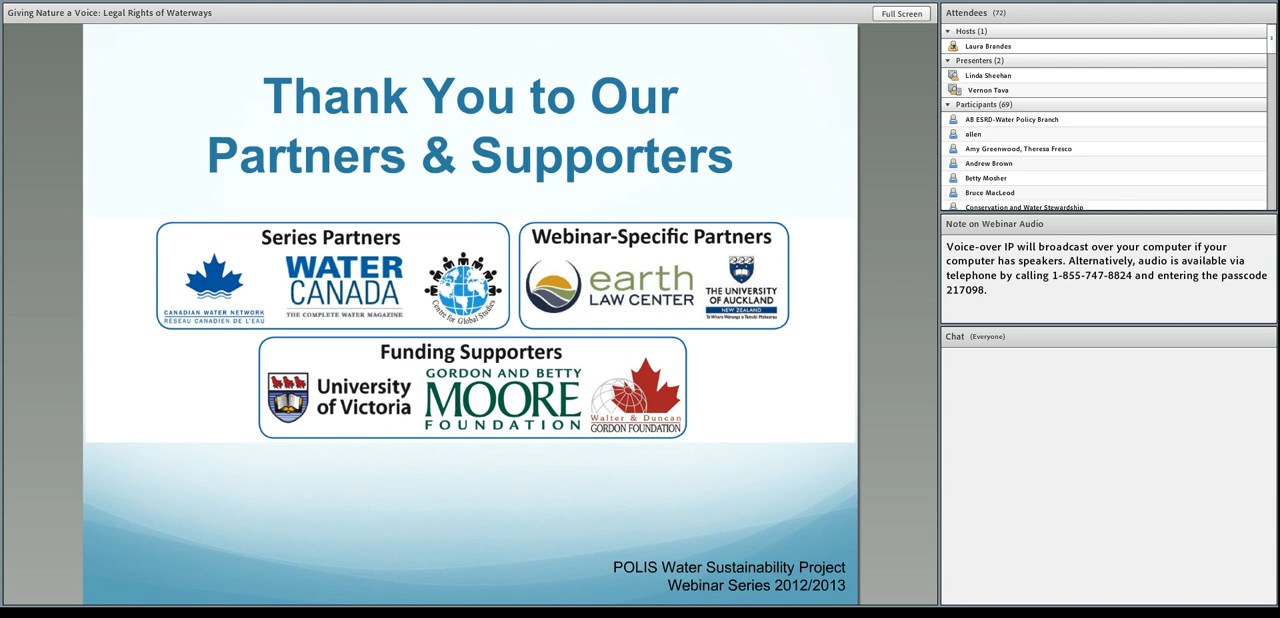 Giving Nature a Voice: Legal Rights of Waterways
Full Screen
Thank You to Our
Partners & Supporters
Series Partners
CANADIAN WATER NETWORK
RÉSEAU CANADIEN DE L'EAU
WATER
CANADA
THE COMPLETE WATER MAGAZINE
Centre for Global Studies
Webinar-Specific Partners
earth
LAW CENTER
THE UNIVERSITY
OF AUCKLAND
NEW ZEALAND
Te Whare Wānanga o Tāmaki Makaurau
Funding Supporters
University
of Victoria
GORDON AND BETTY
MOORE
FOUNDATION
Walter & Duncan
GORDON FOUNDATION
POLIS Water Sustainability Project
Webinar Series 2012/2013
Attendees (72)
Hosts (1)
Laura Brandes
Presenters (2)
Linda Sheehan
Vernon Tava
Participants (69)
AB ESRD-Water Policy Branch
allen
Amy Greenwood, Theresa Fresco
Andrew Brown
Betty Mosher
Bruce MacLeod
Conservation and Water Stewardship
Note on Webinar Audio
Voice-over IP will broadcast over your computer if your
computer has speakers. Alternatively, audio is available via
telephone by calling 1-855-747-8824 and entering the passcode
217098.
Chat (Everyone)